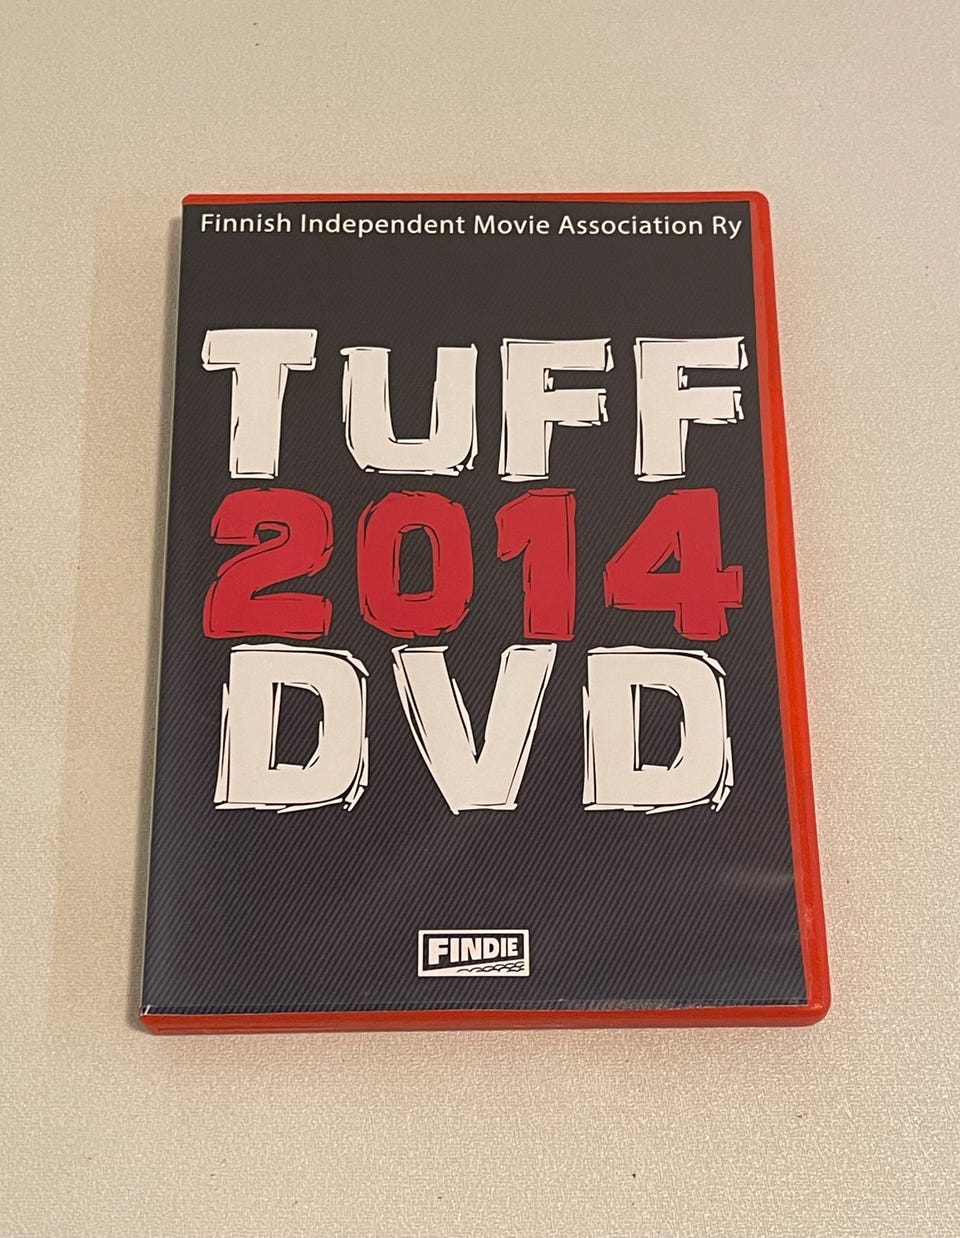 Finnish Independent Movie Association Ry
TUFF
2014
DVD
FINDIE